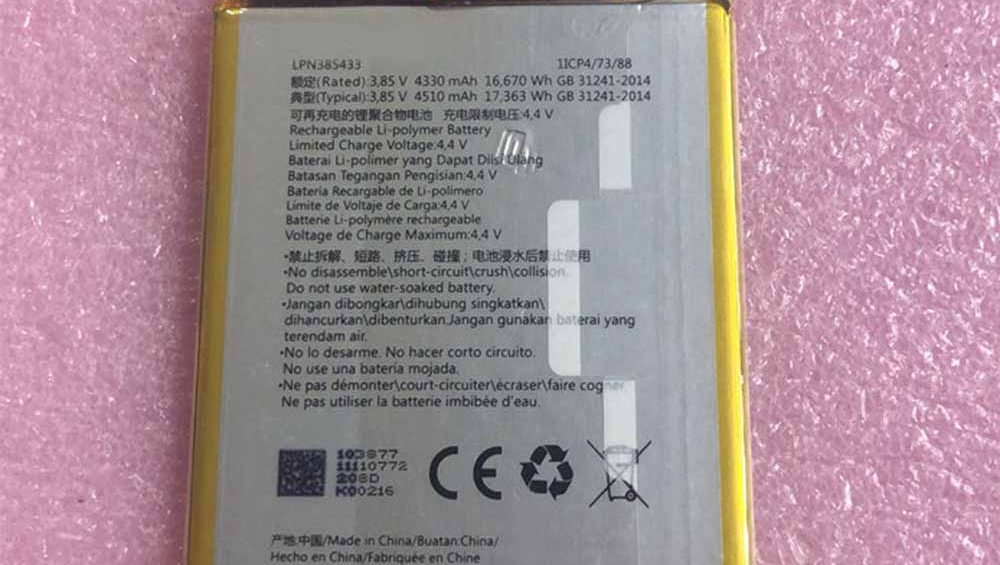 LPN385433 1ICP4/73/88
额定(Rated):3,85 V 4330 mAh 16,670 Wh GB 31241-2014
典型(Typical):3,85 V 4510 mAh 17,363 Wh GB 31241-2014
可再充电的锂聚合物电池 充电限制电压:4,4 V
Rechargeable Li-polymer Battery
Limited Charge Voltage:4,4 V
Baterai Li-polimer yang Dapat Diisi Ulang
Batasan Tegangan Pengisian:4,4 V
Bateria Recargable de Li-polimero
Limite de Voltaje de Carga:4,4 V
Batterie Li-polymère rechargeable
Voltage de Charge Maximum:4,4 V
•禁止拆解、短路、挤压、碰撞；电池浸水后禁止使用
•No disassemble\short-circuit\crush\collision.
Do not use water-soaked battery.
•Jangan dibongkar\dihubung singkatkan\
dihancurkan\dibenturkan.Jangan gunakan baterai yang
terendam air.
•No lo desarme. No hacer corto circuito.
No use una batería mojada.
•Ne pas démonter\court-circuiter\écraser\faire cogner.
Ne pas utiliser la batterie imbibée d'eau.
103877
11110772
208D
K00216
CE
产地:中国/Made in China/Buatan:China/
Hecho en China/Fabriquée en Chine